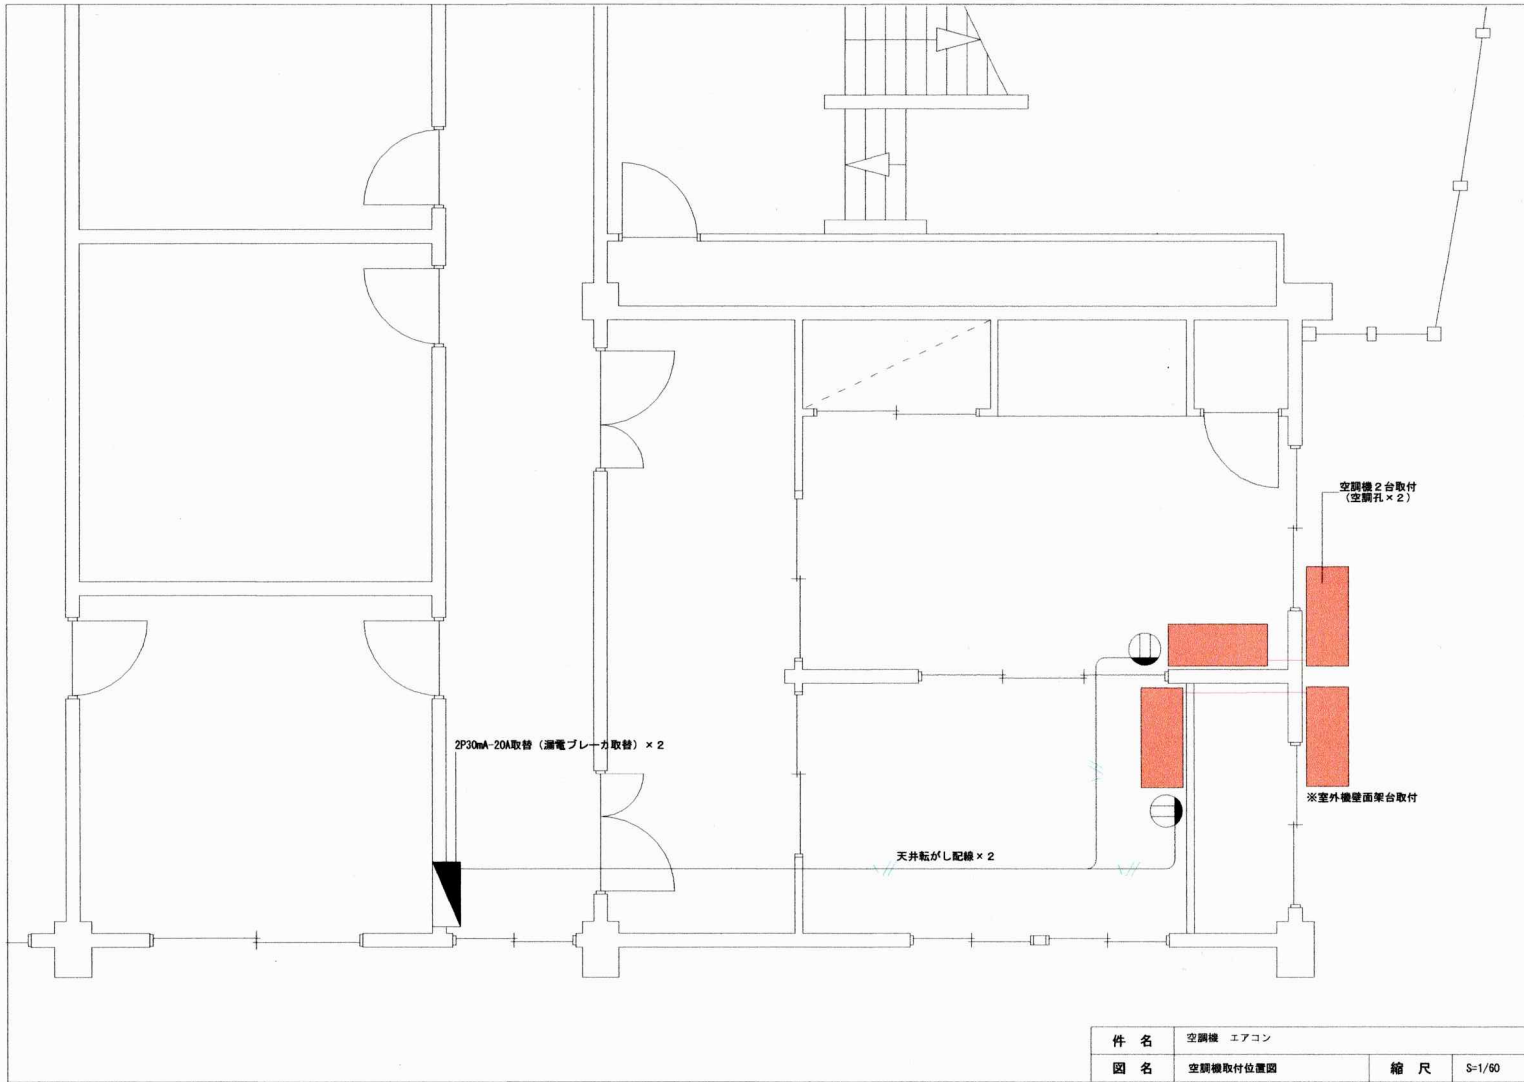 空調機２台取付
（空調孔×２）
2P30mA-20A取替（漏電ブレーカ取替）×２
※室外機壁面架台取付
天井転がし配線×２
件 名 空調機 エアコン
図 名 空調機取付位置図 縮 尺 S=1/60